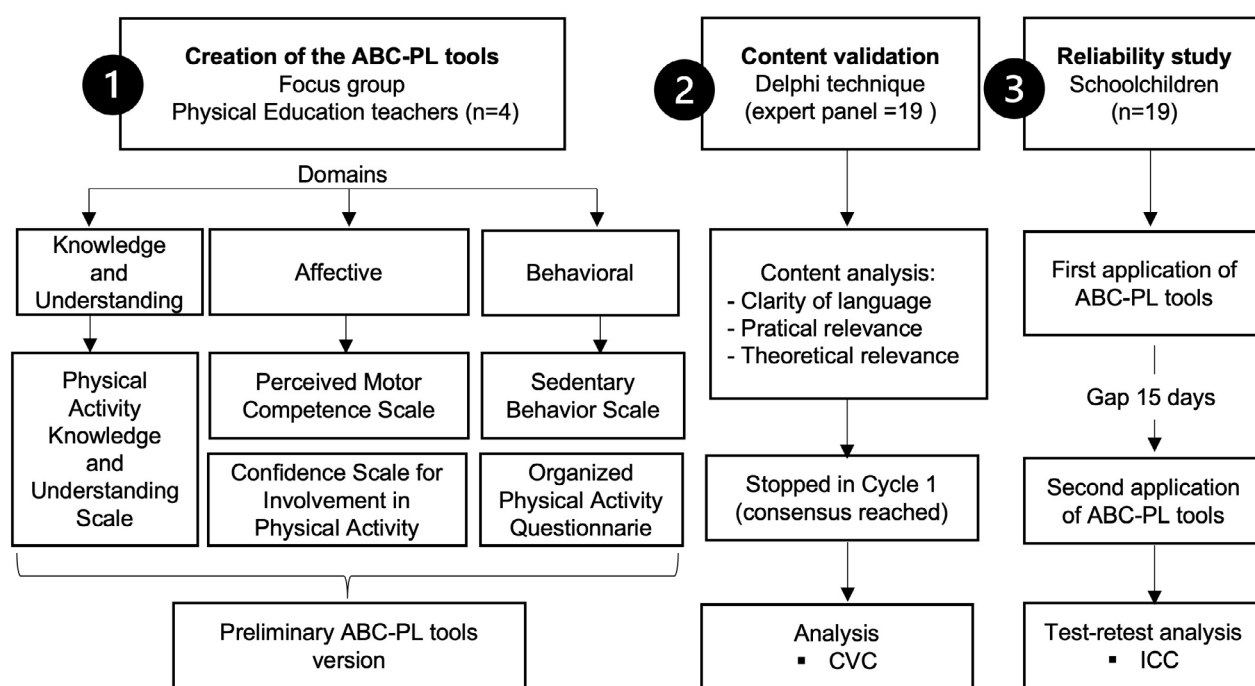 1
Creation of the ABC-PL tools
Focus group
Physical Education teachers (n=4)
Domains
Knowledge
and
Understanding
Affective
Behavioral
Physical
Activity
Knowledge
and
Understanding
Scale
Perceived Motor
Competence Scale
Confidence Scale for
Involvement in
Physical Activity
Sedentary
Behavior Scale
Organized
Physical Activity
Questionnarie
Preliminary ABC-PL tools
version
2
Content validation
Delphi technique
(expert panel =19 )
Content analysis:
- Clarity of language
- Pratical relevance
- Theoretical relevance
Stopped in Cycle 1
(consensus reached)
Analysis
▪ CVC
3
Reliability study
Schoolchildren
(n=19)
First application of
ABC-PL tools
Gap 15 days
Second application
of ABC-PL tools
Test-retest analysis
▪ ICC